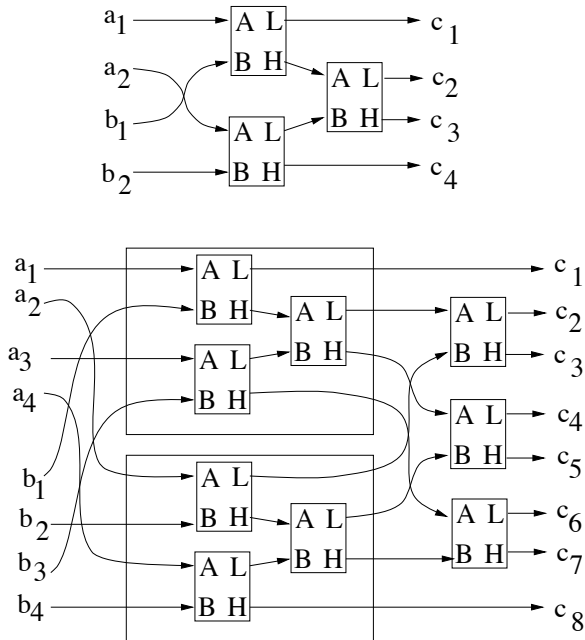 a1 A L c1
B H
a2 A L c2
b1 B H c3
A L
b2 B H c4
a1 A L c1
a2 B H A L A L c2
B H B H c3
a3 A L
a4 B H A L c4
B H c5
b1 A L
b2 B H A L A L c6
b3 A L B H B H c7
b4 B H c8